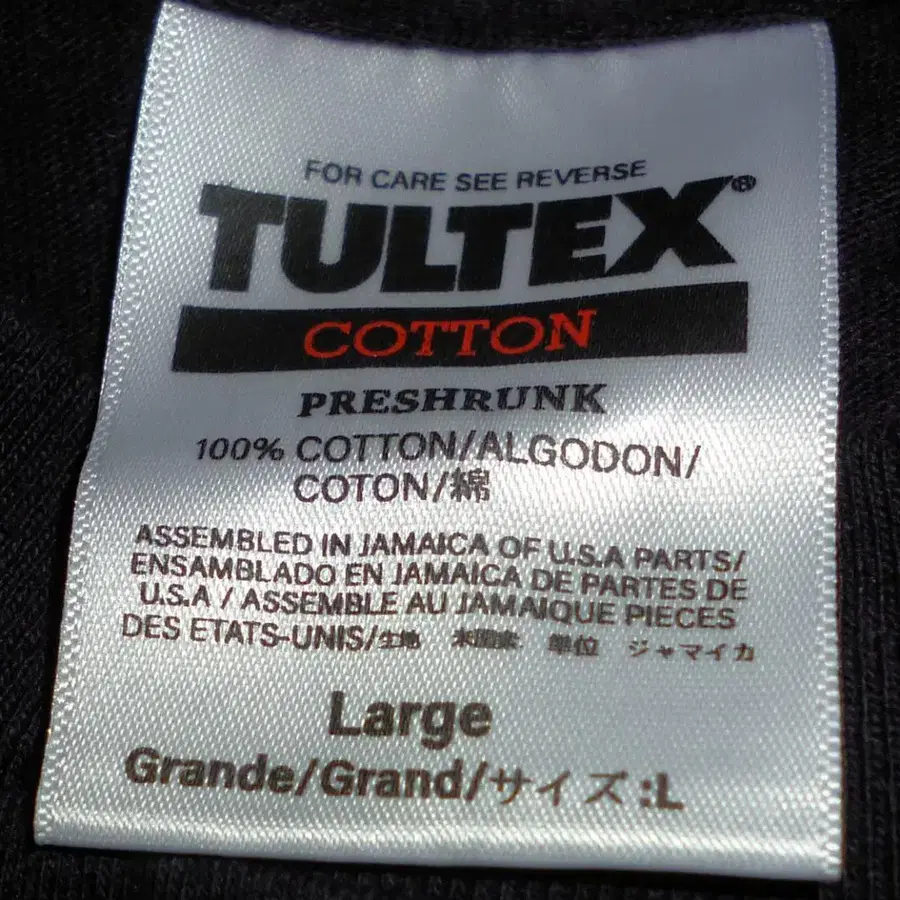 FOR CARE SEE REVERSE
TULTEX®
COTTON
PRESHRUNK
100% COTTON/ALGODON/
COTON/綿
ASSEMBLED IN JAMAICA OF U.S.A PARTS/
ENSAMBLADO EN JAMAICA DE PARTES DE
U.S.A / ASSEMBLE AU JAMAIQUE PIECES
DES ETATS-UNIS/生地 米国産 単位 ジャマイカ
Large
Grande/Grand/サイズ:L